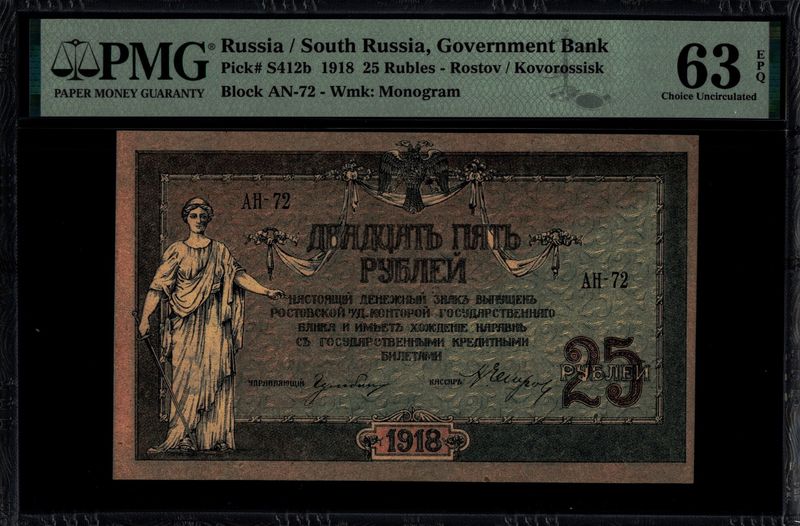 PMG®
PAPER MONEY GUARANTY
Russia / South Russia, Government Bank
Pick# S412b 1918 25 Rubles - Rostov / Kovorossisk
Block AN-72 - Wmk: Monogram
63 EPQ
Choice Uncirculated
АН-72
ДВАДЦАТЬ ПЯТЬ
РУБЛЕЙ
АН-72
НАСТОЯЩІЙ ДЕНЕЖНЫЙ ЗНАКЪ ВЫПУЩЕНЪ
РОСТОВСКОЙ Н/Д. КОНТОРОЙ ГОСУДАРСТВЕННАГО
БАНКА И ИМѢЕТЪ ХОЖДЕНІЕ НАРАВНѢ
СЪ ГОСУДАРСТВЕННЫМИ КРЕДИТНЫМИ
БИЛЕТАМИ
УПРАВЛЯЮЩІЙ
КАССИРЪ
25
РУБЛЕЙ
1918